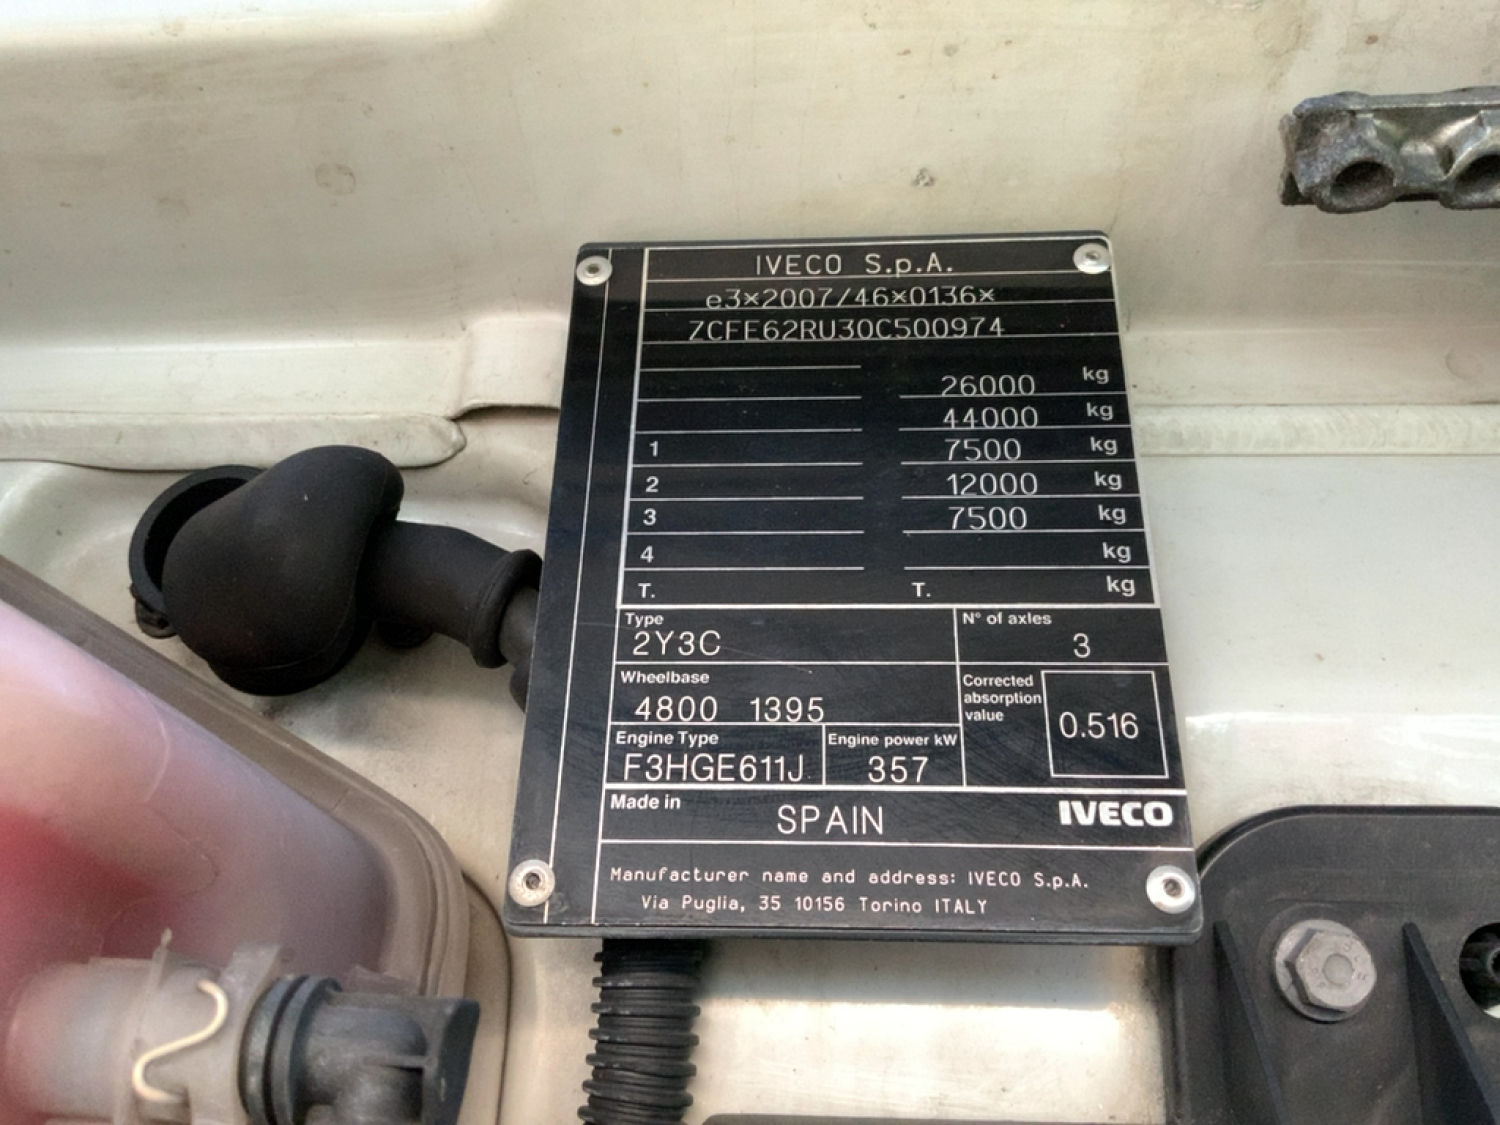 IVECO S.p.A.
e3*2007/46*0136*
ZCFE62RU30C500974
26000 kg
44000 kg
1 7500 kg
2 12000 kg
3 7500 kg
4 kg
T. T. kg
Type N° of axles
2Y3C 3
Wheelbase Corrected absorption value
4800 1395 0.516
Engine Type Engine power kW
F3HGE611J 357
Made in SPAIN IVECO
Manufacturer name and address: IVECO S.p.A.
Via Puglia, 35 10156 Torino ITALY